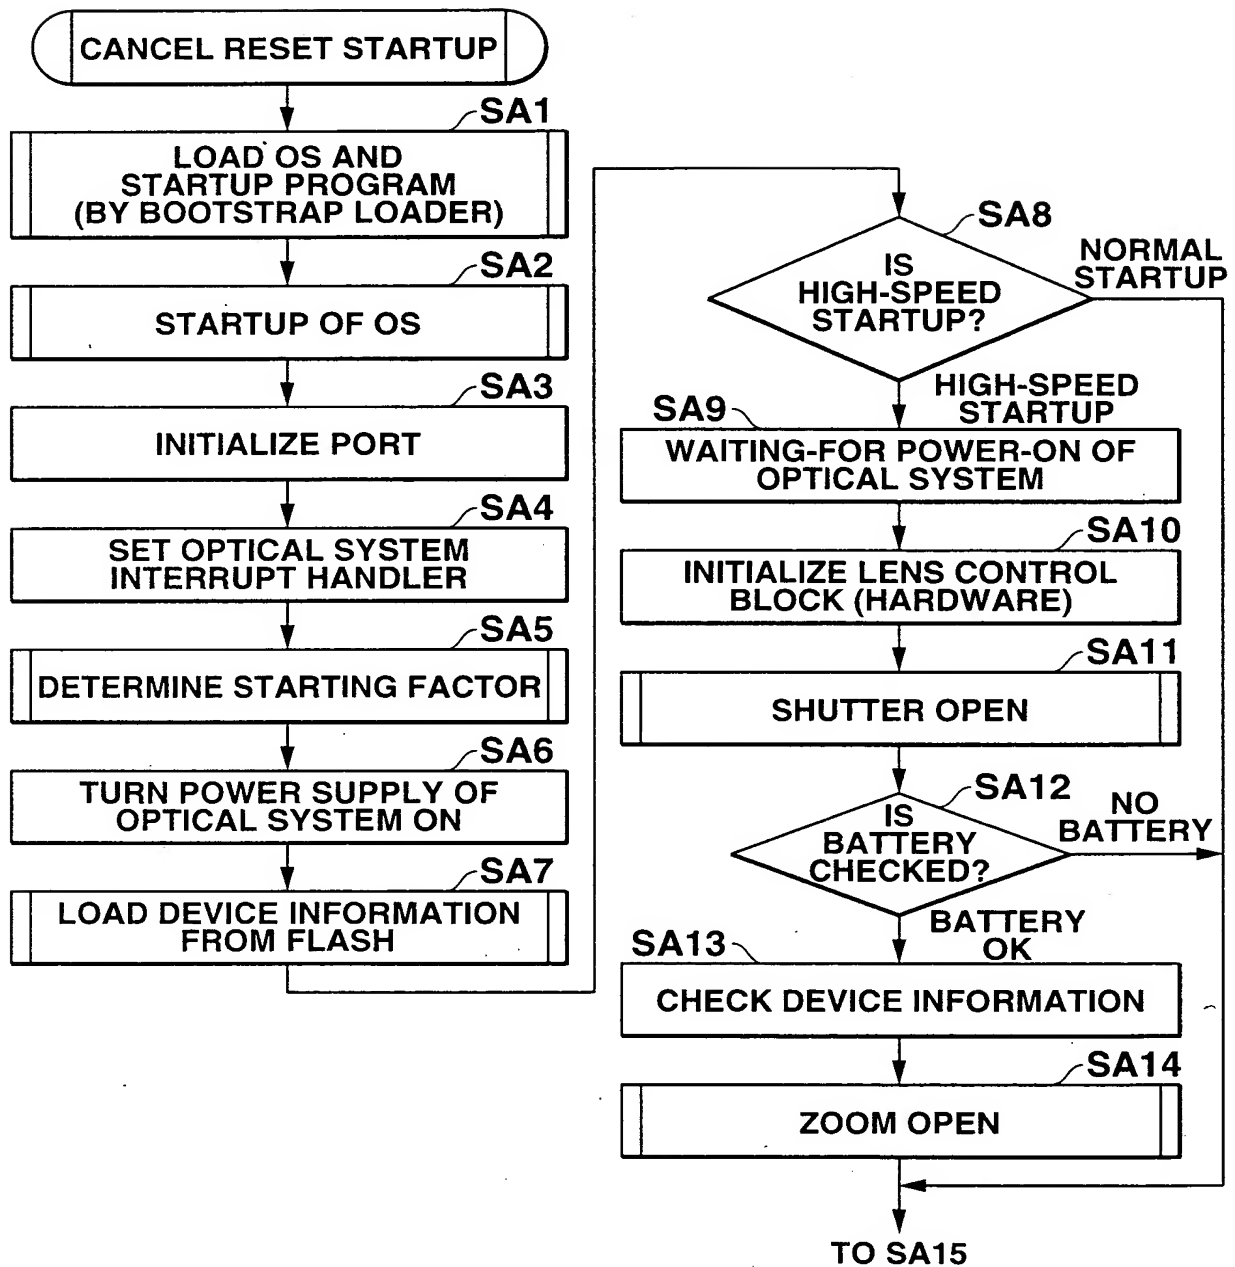 CANCEL RESET STARTUP
SA1
LOAD OS AND
STARTUP PROGRAM
(BY BOOTSTRAP LOADER)
SA2
STARTUP OF OS
SA3
INITIALIZE PORT
SA4
SET OPTICAL SYSTEM
INTERRUPT HANDLER
SA5
DETERMINE STARTING FACTOR
SA6
TURN POWER SUPPLY OF
OPTICAL SYSTEM ON
SA7
LOAD DEVICE INFORMATION
FROM FLASH
SA8
IS
HIGH-SPEED
STARTUP?
NORMAL
STARTUP
HIGH-SPEED
STARTUP
SA9
WAITING-FOR POWER-ON OF
OPTICAL SYSTEM
SA10
INITIALIZE LENS CONTROL
BLOCK (HARDWARE)
SA11
SHUTTER OPEN
SA12
IS
BATTERY
CHECKED?
NO
BATTERY
BATTERY
OK
SA13
CHECK DEVICE INFORMATION
SA14
ZOOM OPEN
TO SA15